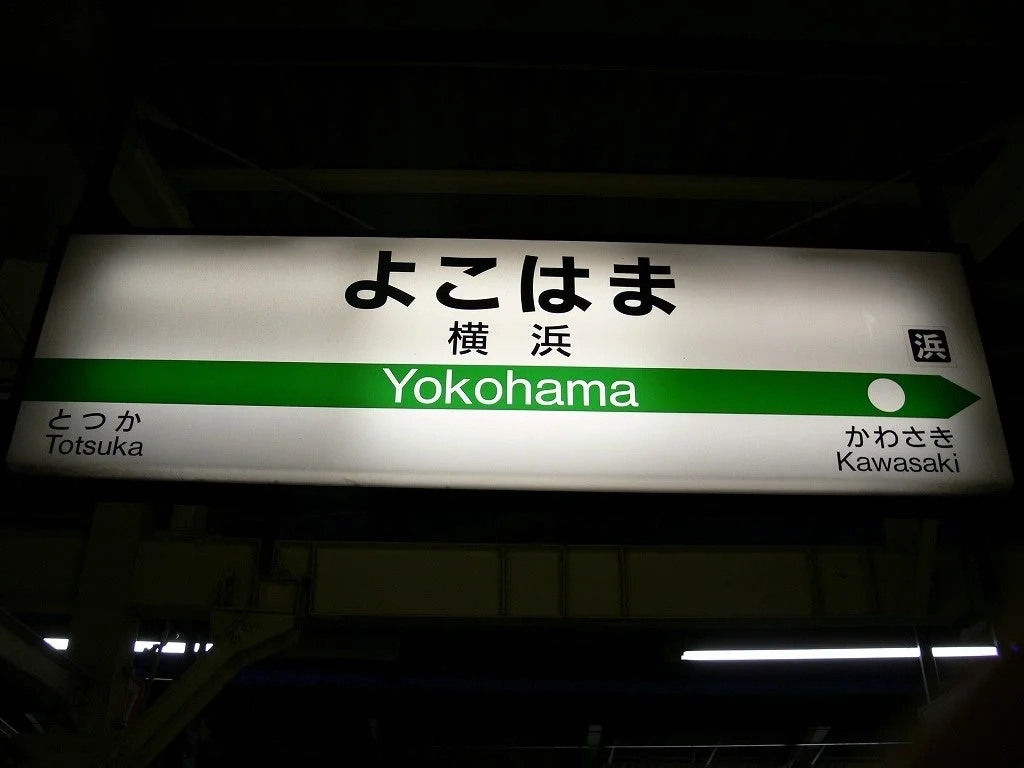 よこはま
横浜
浜
Yokohama
とつか
Totsuka
かわさき
Kawasaki